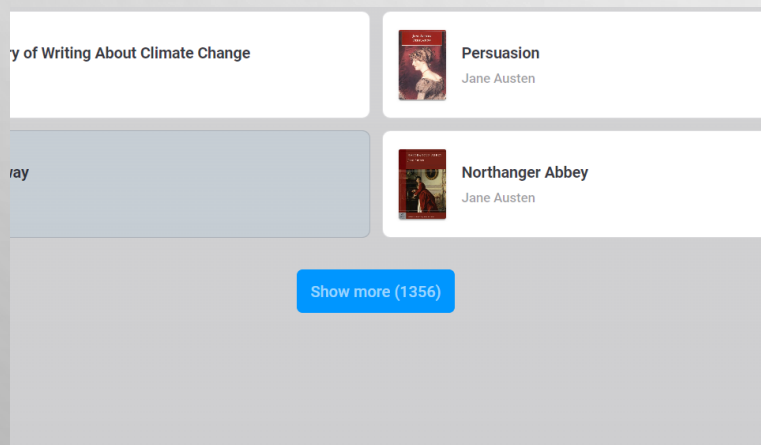 ry of Writing About Climate Change
Persuasion
Jane Austen
way
Northanger Abbey
Jane Austen
Show more (1356)